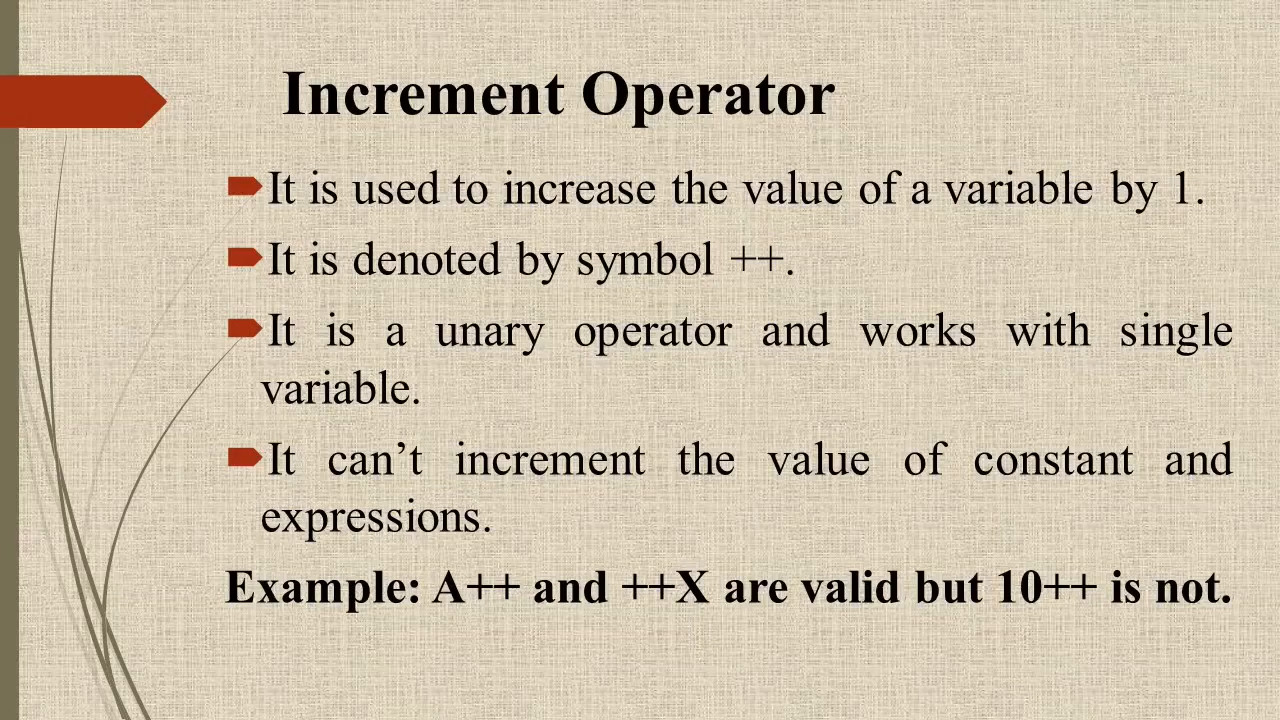 Increment Operator
It is used to increase the value of a variable by 1.
It is denoted by symbol ++.
It is a unary operator and works with single
variable.
It can’t increment the value of constant and
expressions.
Example: A++ and ++X are valid but 10++ is not.